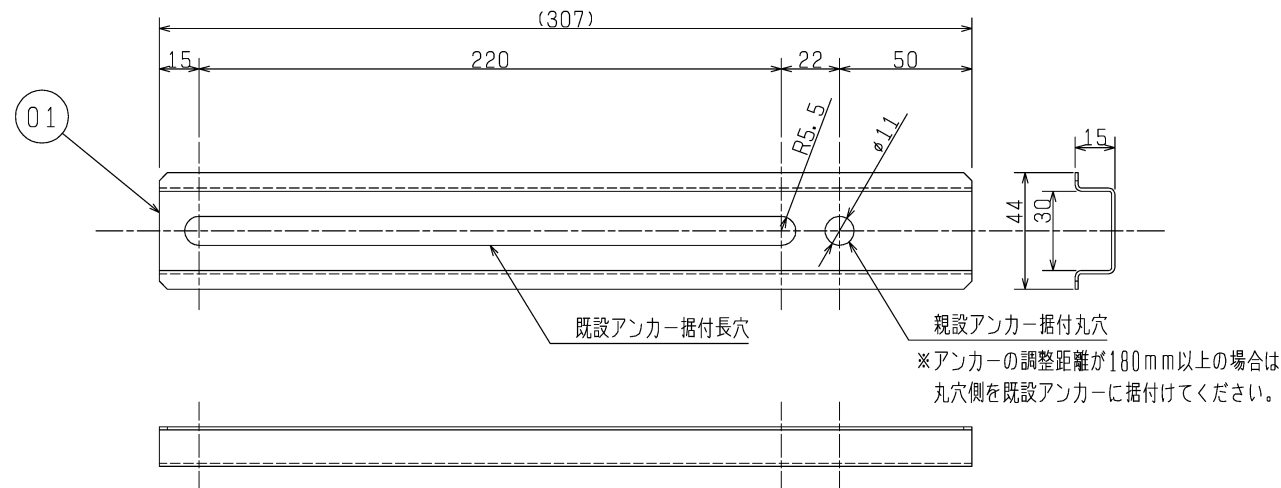 (307)
15
220
22
50
01
R5.5
φ11
15
44
30
既設アンカー据付長穴
親設アンカー据付丸穴
※アンカーの調整距離が180mm以上の場合は
丸穴側を既設アンカーに据付けてください。